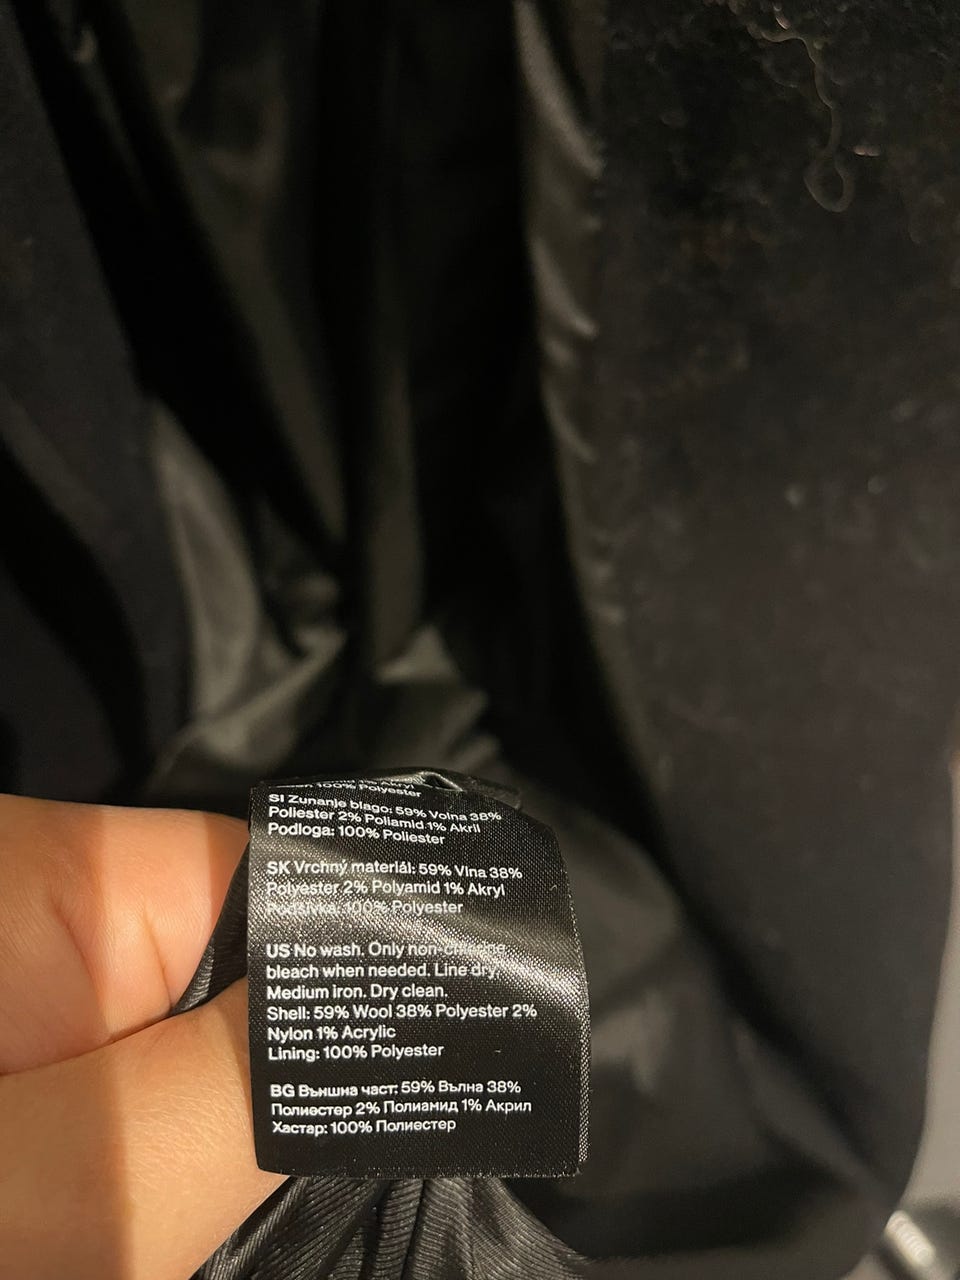 100% Polyester
SI Zunanje blago: 59% Volna 38%
Poliester 2% Poliamid 1% Akril
Podloga: 100% Poliester
SK Vrchný materiál: 59% Vlna 38%
Polyester 2% Polyamid 1% Akryl
Podšívka: 100% Polyester
US No wash. Only non-chlorine
bleach when needed. Line dry.
Medium iron. Dry clean.
Shell: 59% Wool 38% Polyester 2%
Nylon 1% Acrylic
Lining: 100% Polyester
BG Външна част: 59% Вълна 38%
Полиестер 2% Полиамид 1% Акрил
Хастар: 100% Полиестер